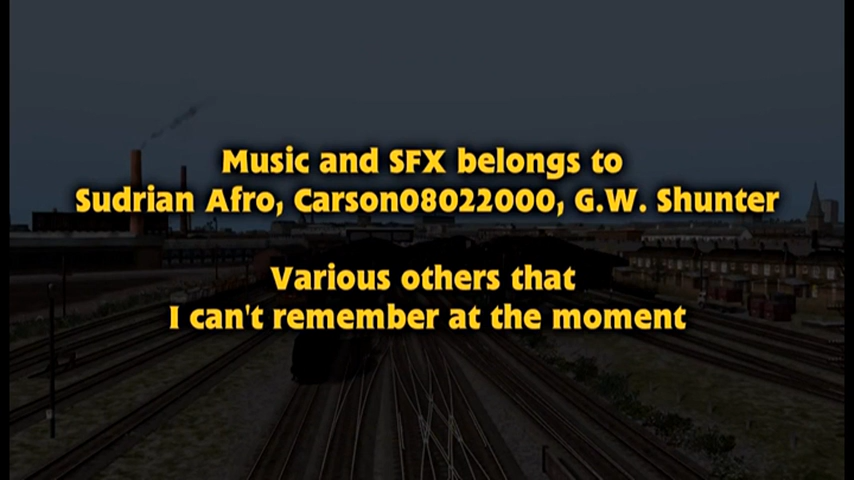 Music and SFX belongs to
Sudrian Afro, Carson08022000, G.W. Shunter
Various others that
I can't remember at the moment